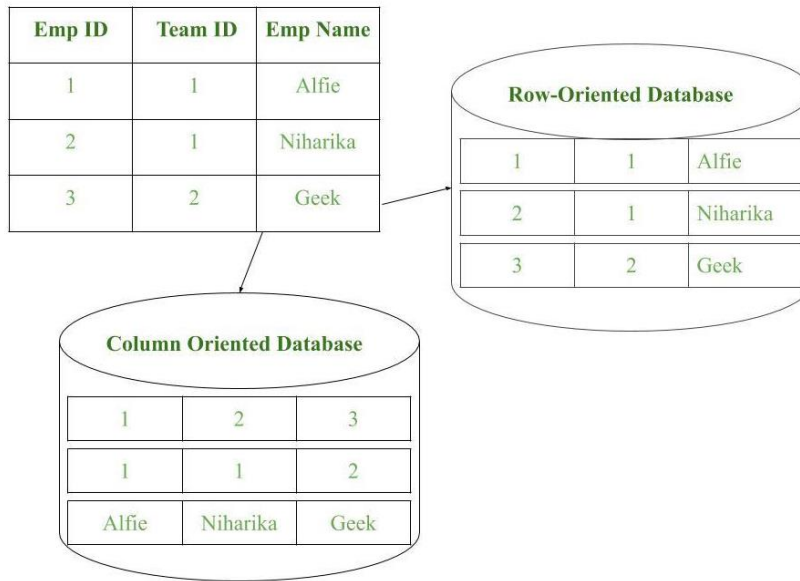 Emp ID Team ID Emp Name
1 1 Alfie
2 1 Niharika
3 2 Geek
Row-Oriented Database
1 1 Alfie
2 1 Niharika
3 2 Geek
Column Oriented Database
1 2 3
1 1 2
Alfie Niharika Geek